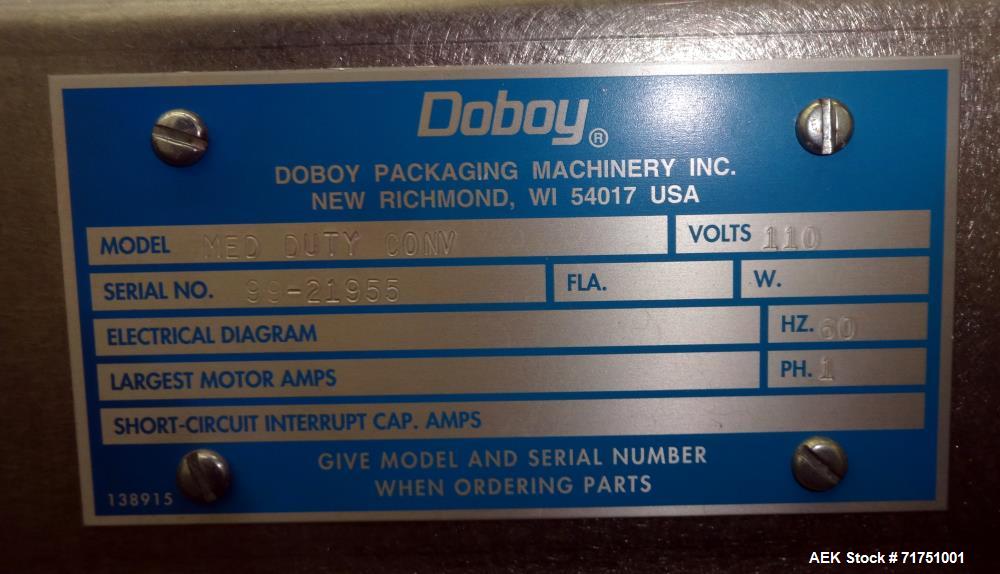 Doboy®
DOBOY PACKAGING MACHINERY INC.
NEW RICHMOND, WI 54017 USA
MODEL MED DUTY CONV VOLTS 110
SERIAL NO. 99-21955 FLA. W.
ELECTRICAL DIAGRAM HZ. 60
LARGEST MOTOR AMPS PH. 1
SHORT-CIRCUIT INTERRUPT CAP. AMPS
GIVE MODEL AND SERIAL NUMBER
WHEN ORDERING PARTS
138915
AEK Stock # 71751001